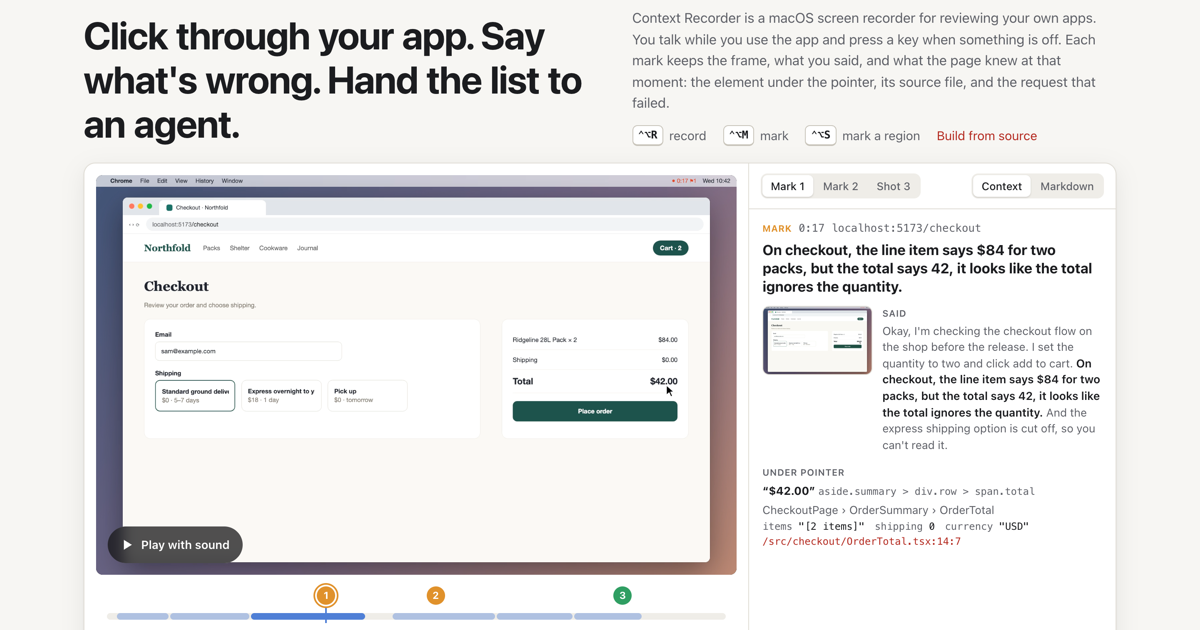 Click through your app. Say
what's wrong. Hand the list to
an agent.
Context Recorder is a macOS screen recorder for reviewing your own apps.
You talk while you use the app and press a key when something is off. Each
mark keeps the frame, what you said, and what the page knew at that
moment: the element under the pointer, its source file, and the request that
failed.
⌃⌥R record ⌃⌥M mark ⌃⌥S mark a region Build from source
Chrome File Edit View History Window 0:17 Wed 10:42
Checkout · Northfold
localhost:5173/checkout
Northfold Packs Shelter Cookware Journal Cart · 2
Checkout
Review your order and choose shipping.
Email
sam@example.com
Shipping
Standard ground deliv
$0 · 5–7 days
Express overnight to y
$18 · 1 day
Pick up
$0 · tomorrow
Ridgeline 28L Pack × 2 $84.00
Shipping $0.00
Total $42.00
Place order
Play with sound
1 2 3
Mark 1 Mark 2 Shot 3 Context Markdown
MARK 0:17 localhost:5173/checkout
On checkout, the line item says $84 for two
packs, but the total says 42, it looks like the total
ignores the quantity.
SAID
Okay, I'm checking the checkout flow on
the shop before the release. I set the
quantity to two and click add to cart. On
checkout, the line item says $84 for two
packs, but the total says 42, it looks like
the total ignores the quantity. And the
express shipping option is cut off, so you
can't read it.
UNDER POINTER
“$42.00” aside.summary > div.row > span.total
CheckoutPage › OrderSummary › OrderTotal
items "[2 items]" shipping 0 currency "USD"
/src/checkout/OrderTotal.tsx:14:7